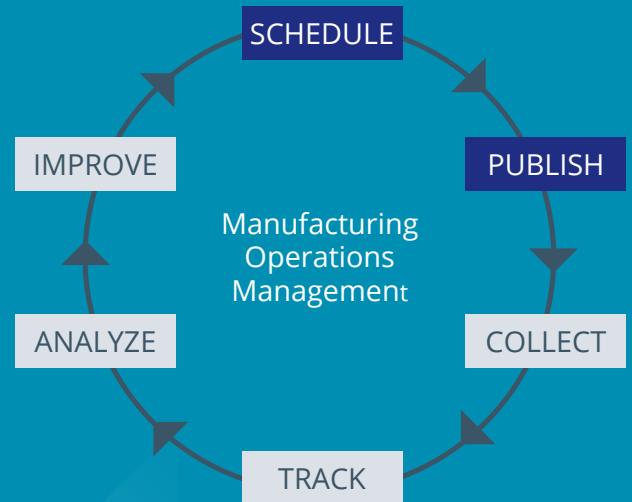 SCHEDULE
IMPROVE
PUBLISH
Manufacturing
Operations
Management
ANALYZE
COLLECT
TRACK